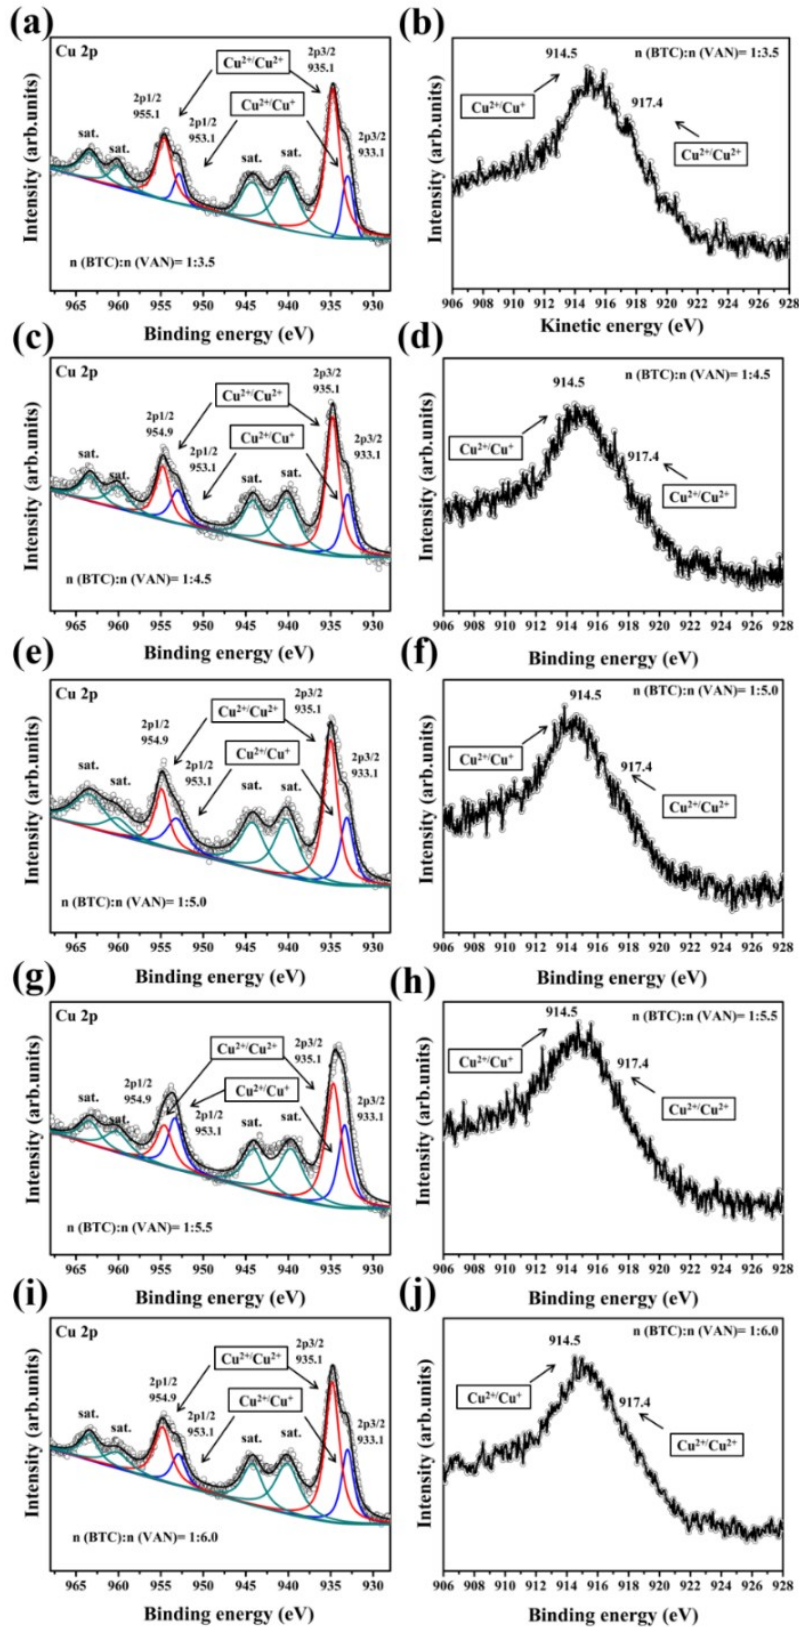 (a)
Cu 2p
2p3/2
935.1
Cu²⁺/Cu²⁺
2p1/2
955.1
Cu²⁺/Cu⁺
2p1/2
953.1
2p3/2
933.1
sat.
sat.
sat.
sat.
n (BTC):n (VAN)= 1:3.5
Intensity (arb.units)
965 960 955 950 945 940 935 930
Binding energy (eV)
(b)
914.5
n (BTC):n (VAN)= 1:3.5
Cu²⁺/Cu⁺
917.4
Cu²⁺/Cu²⁺
Intensity (arb.units)
906 908 910 912 914 916 918 920 922 924 926 928
Kinetic energy (eV)
(c)
Cu 2p
2p3/2
935.1
Cu²⁺/Cu²⁺
2p1/2
954.9
Cu²⁺/Cu⁺
2p1/2
953.1
2p3/2
933.1
sat.
sat.
sat.
sat.
n (BTC):n (VAN)= 1:4.5
Intensity (arb.units)
965 960 955 950 945 940 935 930
Binding energy (eV)
(d)
914.5
n (BTC):n (VAN)= 1:4.5
Cu²⁺/Cu⁺
917.4
Cu²⁺/Cu²⁺
Intensity (arb.units)
906 908 910 912 914 916 918 920 922 924 926 928
Binding energy (eV)
(e)
Cu 2p
2p3/2
935.1
Cu²⁺/Cu²⁺
2p1/2
954.9
Cu²⁺/Cu⁺
2p1/2
953.1
2p3/2
933.1
sat.
sat.
sat.
sat.
n (BTC):n (VAN)= 1:5.0
Intensity (arb.units)
965 960 955 950 945 940 935 930
Binding energy (eV)
(f)
914.5
n (BTC):n (VAN)= 1:5.0
Cu²⁺/Cu⁺
917.4
Cu²⁺/Cu²⁺
Intensity (arb.units)
906 908 910 912 914 916 918 920 922 924 926 928
Binding energy (eV)
(g)
Cu 2p
2p3/2
935.1
Cu²⁺/Cu²⁺
2p1/2
954.9
Cu²⁺/Cu⁺
2p1/2
953.1
2p3/2
933.1
sat.
sat.
sat.
sat.
n (BTC):n (VAN)= 1:5.5
Intensity (arb.units)
965 960 955 950 945 940 935 930
Binding energy (eV)
(h)
914.5
n (BTC):n (VAN)= 1:5.5
Cu²⁺/Cu⁺
917.4
Cu²⁺/Cu²⁺
Intensity (arb.units)
906 908 910 912 914 916 918 920 922 924 926 928
Binding energy (eV)
(i)
Cu 2p
2p3/2
935.1
Cu²⁺/Cu²⁺
2p1/2
954.9
Cu²⁺/Cu⁺
2p1/2
953.1
2p3/2
933.1
sat.
sat.
sat.
sat.
n (BTC):n (VAN)= 1:6.0
Intensity (arb.units)
965 960 955 950 945 940 935 930
Binding energy (eV)
(j)
914.5
n (BTC):n (VAN)= 1:6.0
Cu²⁺/Cu⁺
917.4
Cu²⁺/Cu²⁺
Intensity (arb.units)
906 908 910 912 914 916 918 920 922 924 926 928
Binding energy (eV)